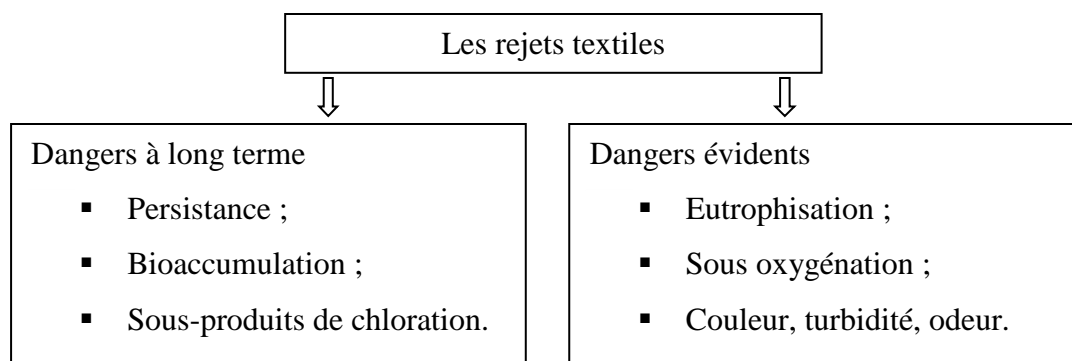 Les rejets textiles
Dangers à long terme
▪ Persistance ;
▪ Bioaccumulation ;
▪ Sous-produits de chloration.
Dangers évidents
▪ Eutrophisation ;
▪ Sous oxygénation ;
▪ Couleur, turbidité, odeur.